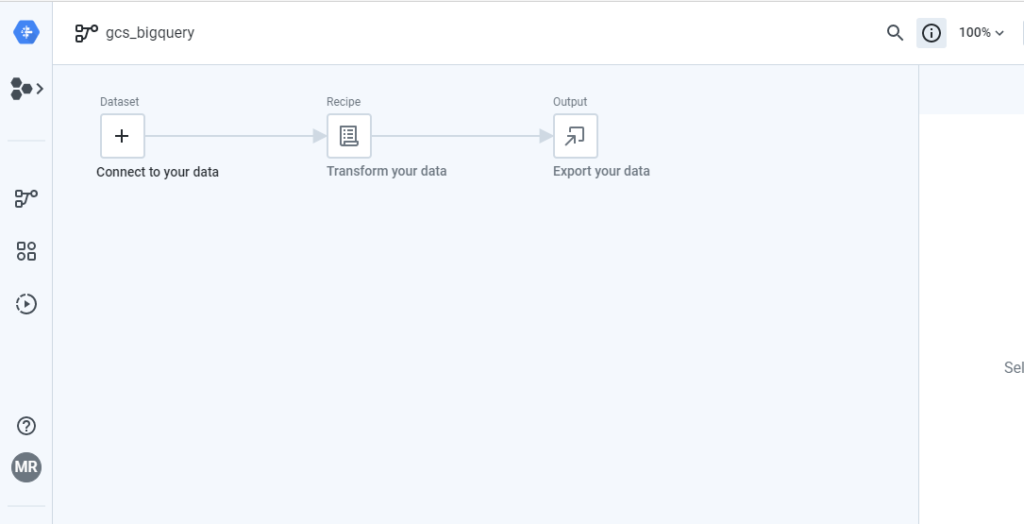 gcs_bigquery
100%
Dataset
Recipe
Output
Connect to your data
Transform your data
Export your data
MR